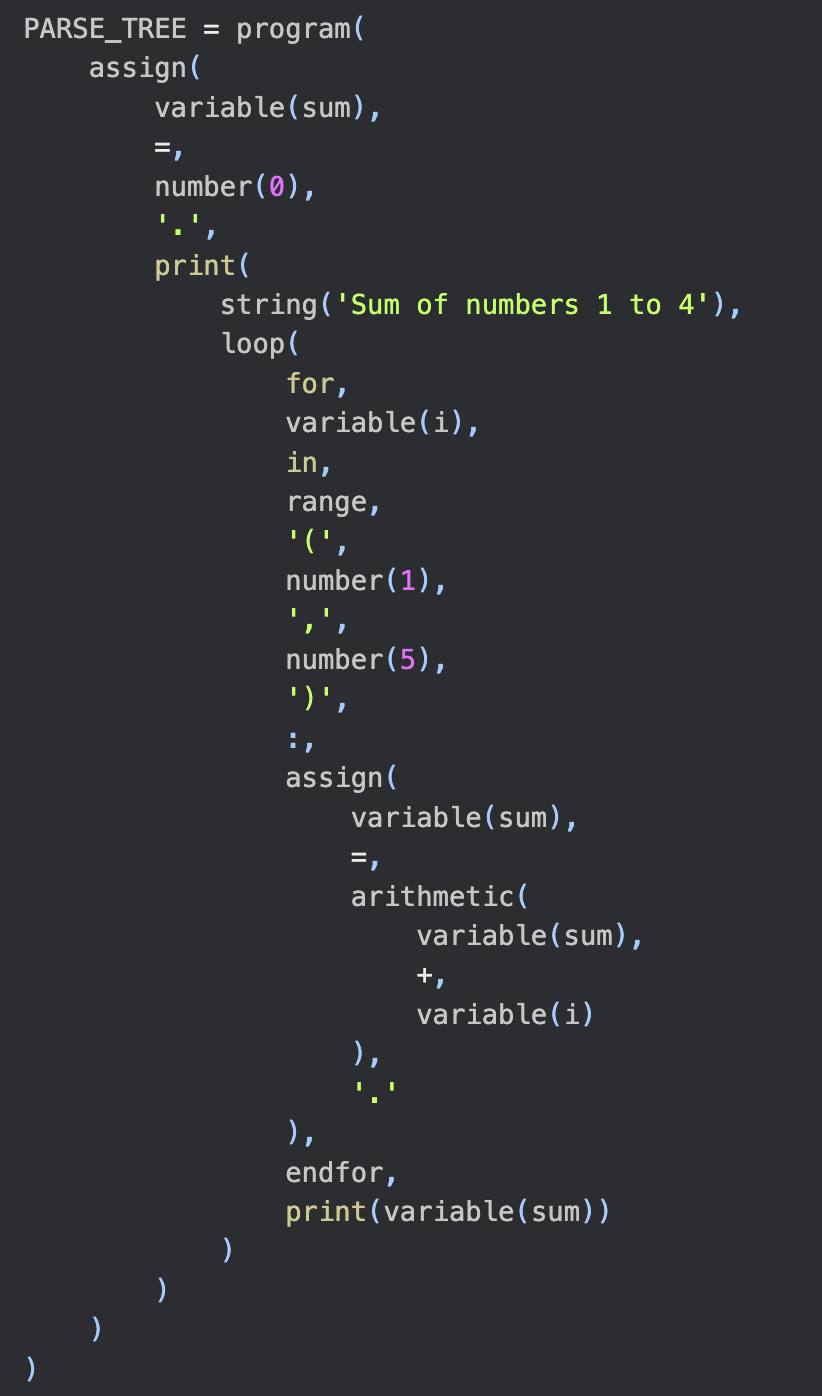 PARSE_TREE = program(
    assign(
        variable(sum),
        =,
        number(0),
        '.',
        print(
            string('Sum of numbers 1 to 4'),
            loop(
                for,
                variable(i),
                in,
                range,
                '(',
                number(1),
                ',',
                number(5),
                ')',
                :,
                assign(
                    variable(sum),
                    =,
                    arithmetic(
                        variable(sum),
                        +,
                        variable(i)
                    ),
                    '.'
                ),
                endfor,
                print(variable(sum))
            )
        )
    )
)